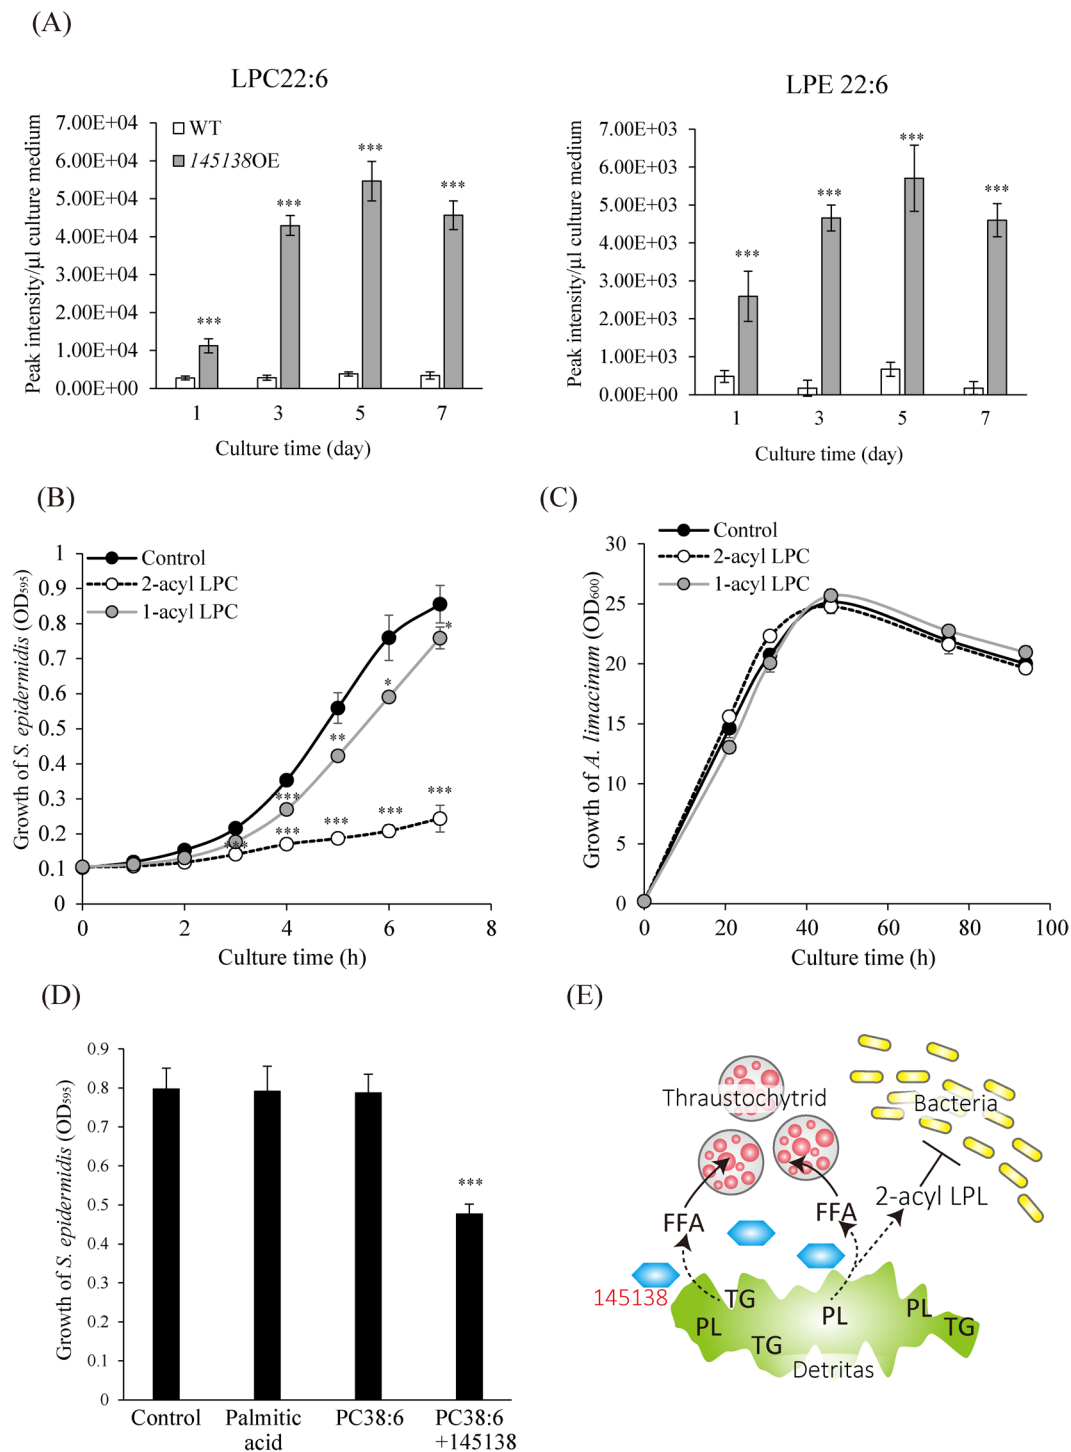 (A)
LPC22:6
Peak intensity/µl culture medium
7.00E+04
6.00E+04
5.00E+04
4.00E+04
3.00E+04
2.00E+04
1.00E+04
0.00E+00
WT
145138OE
***
***
***
***
1 3 5 7
Culture time (day)
LPE 22:6
Peak intensity/µl culture medium
7.00E+03
6.00E+03
5.00E+03
4.00E+03
3.00E+03
2.00E+03
1.00E+03
0.00E+00
***
***
***
***
1 3 5 7
Culture time (day)
(B)
Growth of S. epidermidis (OD595)
1
0.9
0.8
0.7
0.6
0.5
0.4
0.3
0.2
0.1
0
Control
2-acyl LPC
1-acyl LPC
*
*
**
***
***
***
***
***
***
0 2 4 6 8
Culture time (h)
(C)
Growth of A. limacinum (OD600)
30
25
20
15
10
5
0
Control
2-acyl LPC
1-acyl LPC
0 20 40 60 80 100
Culture time (h)
(D)
Growth of S. epidermidis (OD595)
0.9
0.8
0.7
0.6
0.5
0.4
0.3
0.2
0.1
0
***
Control
Palmitic
acid
PC38:6
PC38:6
+145138
(E)
Thraustochytrid
Bacteria
2-acyl LPL
FFA
FFA
145138
TG
PL
TG
PL
PL
TG
Detritas